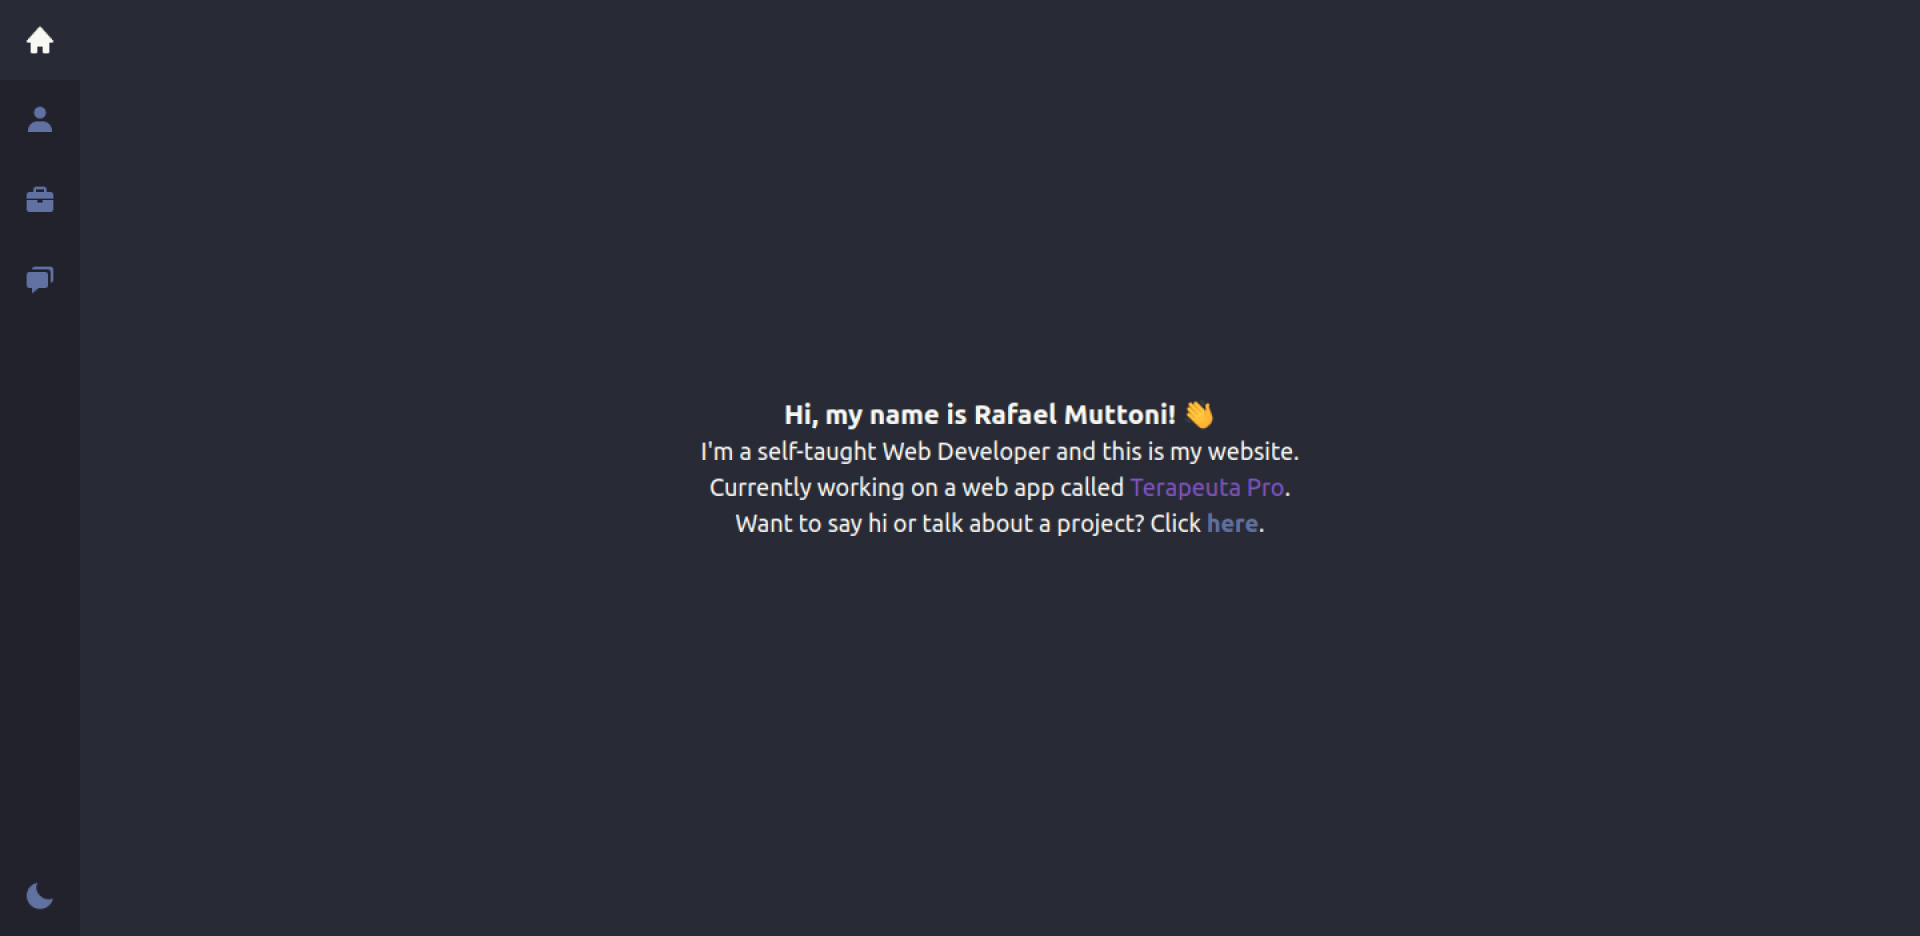 Hi, my name is Rafael Muttoni! 👋
I'm a self-taught Web Developer and this is my website.
Currently working on a web app called Terapeuta Pro.
Want to say hi or talk about a project? Click here.